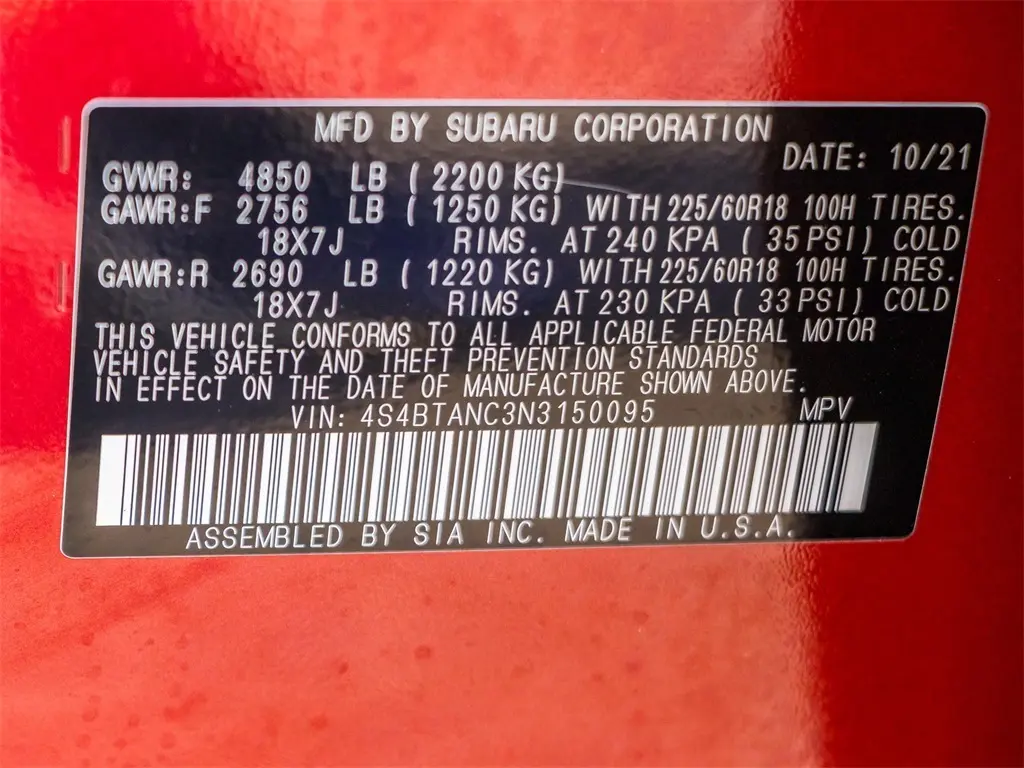 MFD BY SUBARU CORPORATION
DATE: 10/21
GVWR: 4850 LB ( 2200 KG)
GAWR:F 2756 LB ( 1250 KG) WITH 225/60R18 100H TIRES.
18X7J RIMS. AT 240 KPA ( 35 PSI) COLD
GAWR:R 2690 LB ( 1220 KG) WITH 225/60R18 100H TIRES.
18X7J RIMS. AT 230 KPA ( 33 PSI) COLD
THIS VEHICLE CONFORMS TO ALL APPLICABLE FEDERAL MOTOR
VEHICLE SAFETY AND THEFT PREVENTION STANDARDS
IN EFFECT ON THE DATE OF MANUFACTURE SHOWN ABOVE.
VIN: 4S4BTANC3N3150095 MPV
ASSEMBLED BY SIA INC. MADE IN U.S.A.